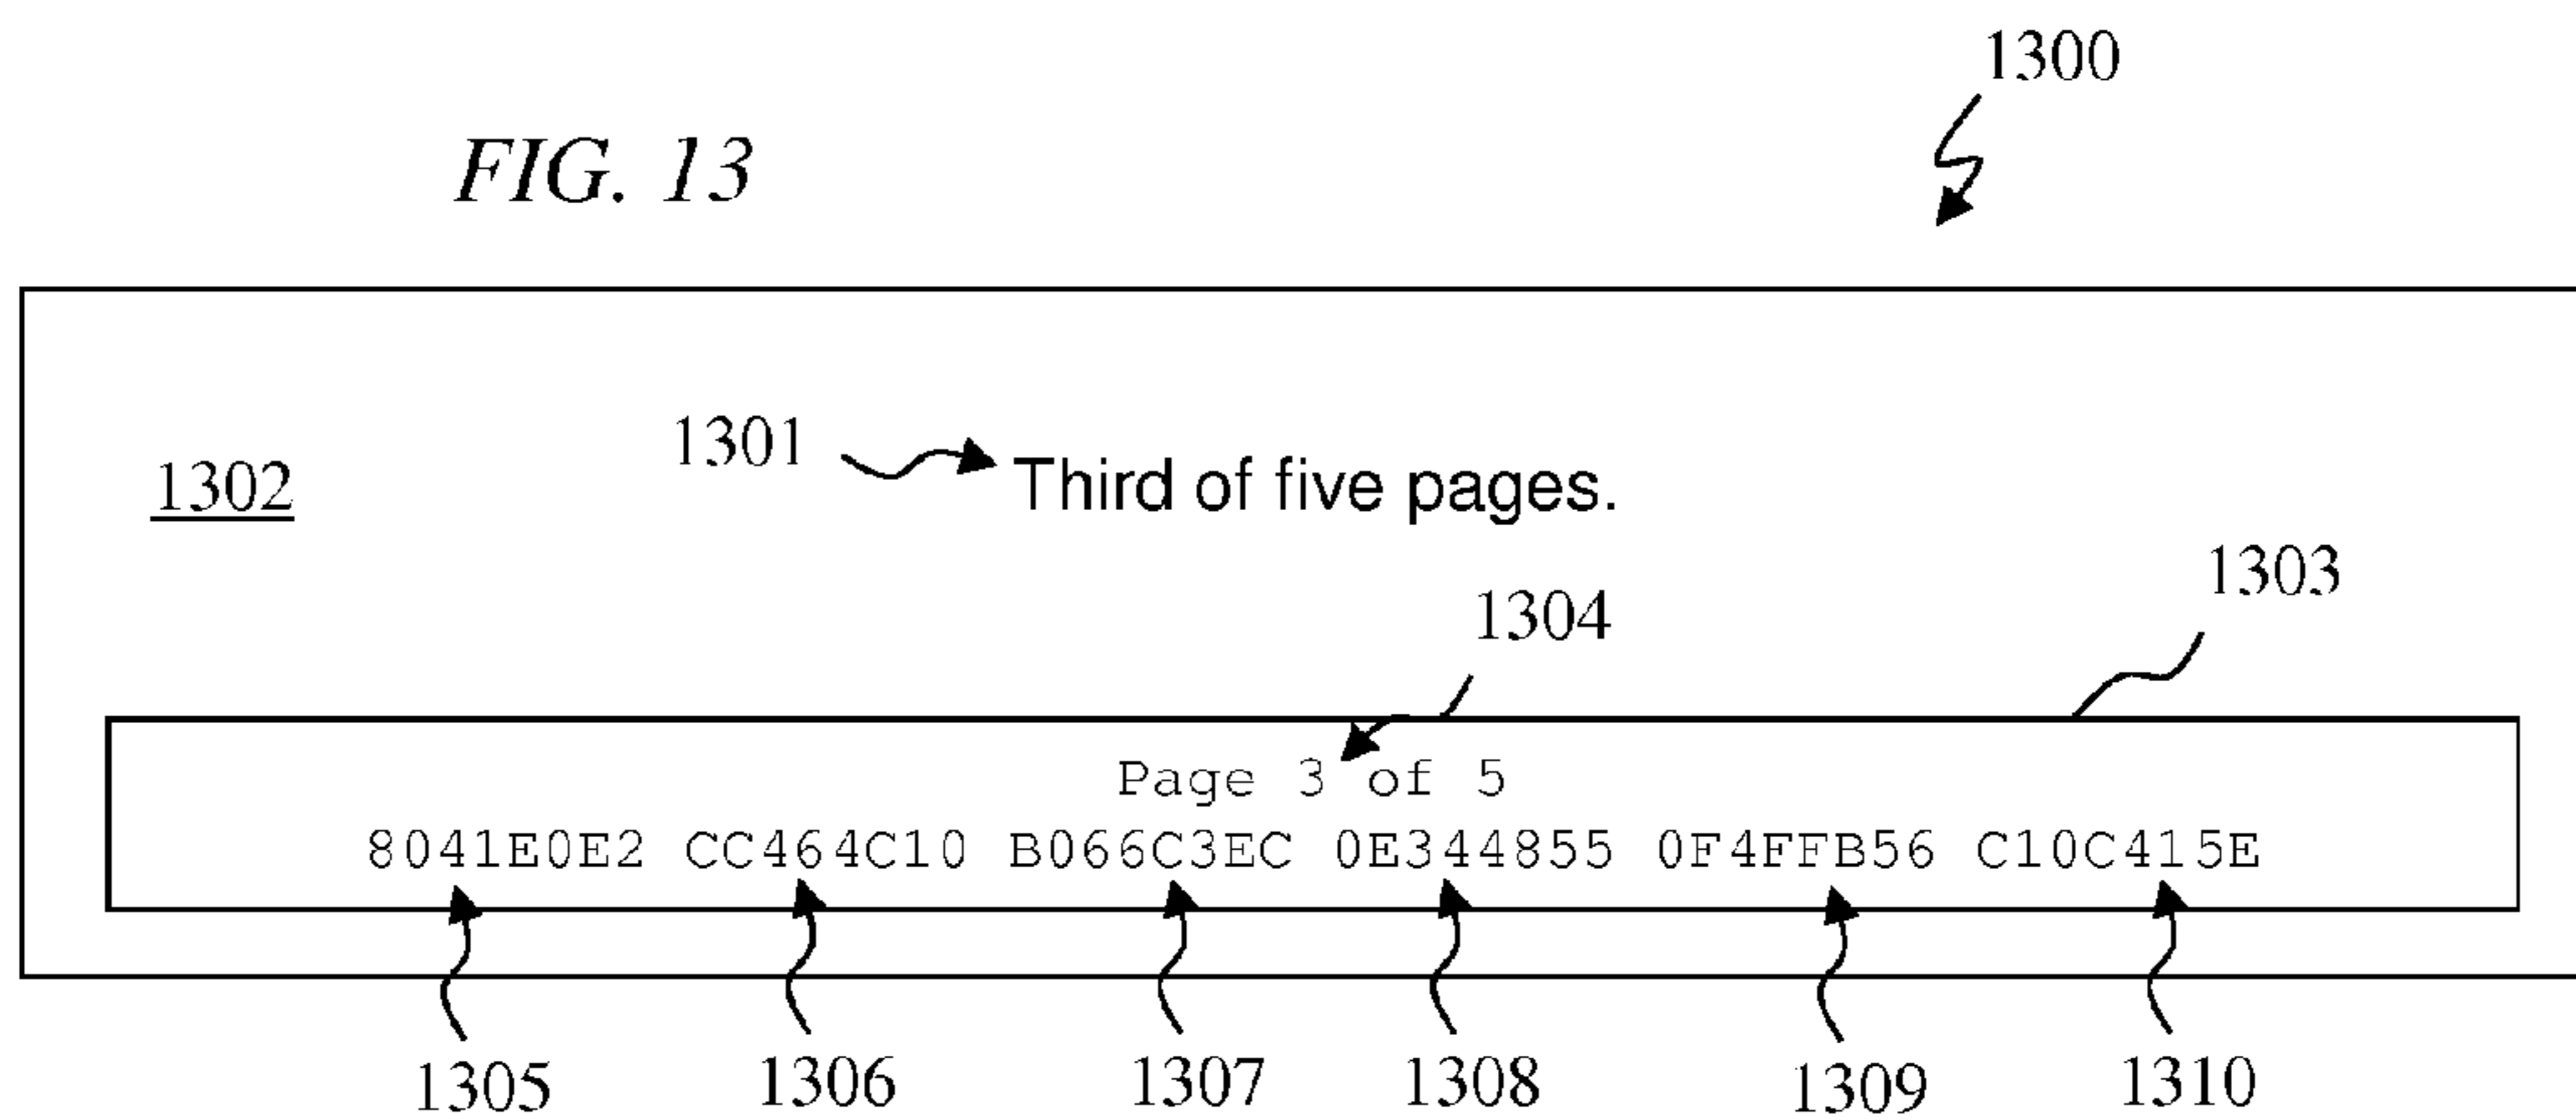 1300
FIG. 13
1301
Third of five pages.
1302
1303
1304
Page 3 of 5
8041E0E2 CC464C10 B066C3EC 0E344855 0F4FFB56 C10C415E
1305 1306 1307 1308 1309 1310